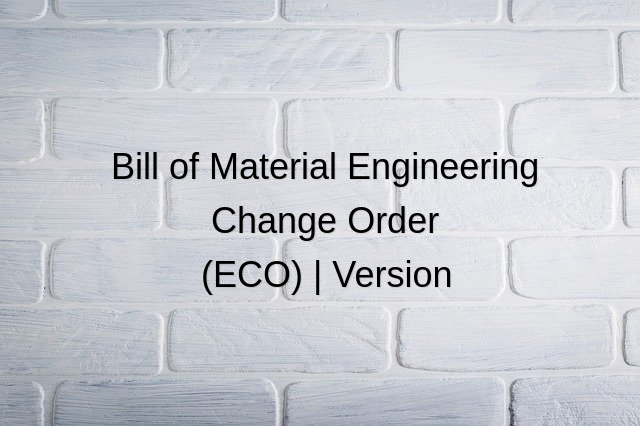 Bill of Material Engineering
Change Order
(ECO) | Version